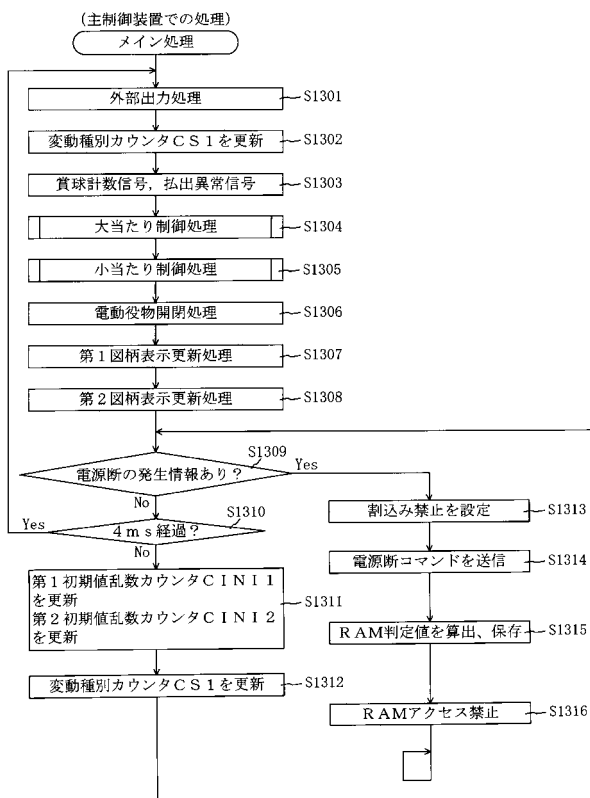 (主制御装置での処理)
メイン処理
外部出力処理
S1301
変動種別カウンタCS1を更新
S1302
賞球計数信号,払出異常信号
S1303
大当たり制御処理
S1304
小当たり制御処理
S1305
電動役物開閉処理
S1306
第1図柄表示更新処理
S1307
第2図柄表示更新処理
S1308
電源断の発生情報あり?
S1309
Yes
No
4ms経過?
S1310
Yes
No
第1初期値乱数カウンタCINI1
を更新
第2初期値乱数カウンタCINI2
を更新
S1311
変動種別カウンタCS1を更新
S1312
割込み禁止を設定
S1313
電源断コマンドを送信
S1314
RAM判定値を算出、保存
S1315
RAMアクセス禁止
S1316